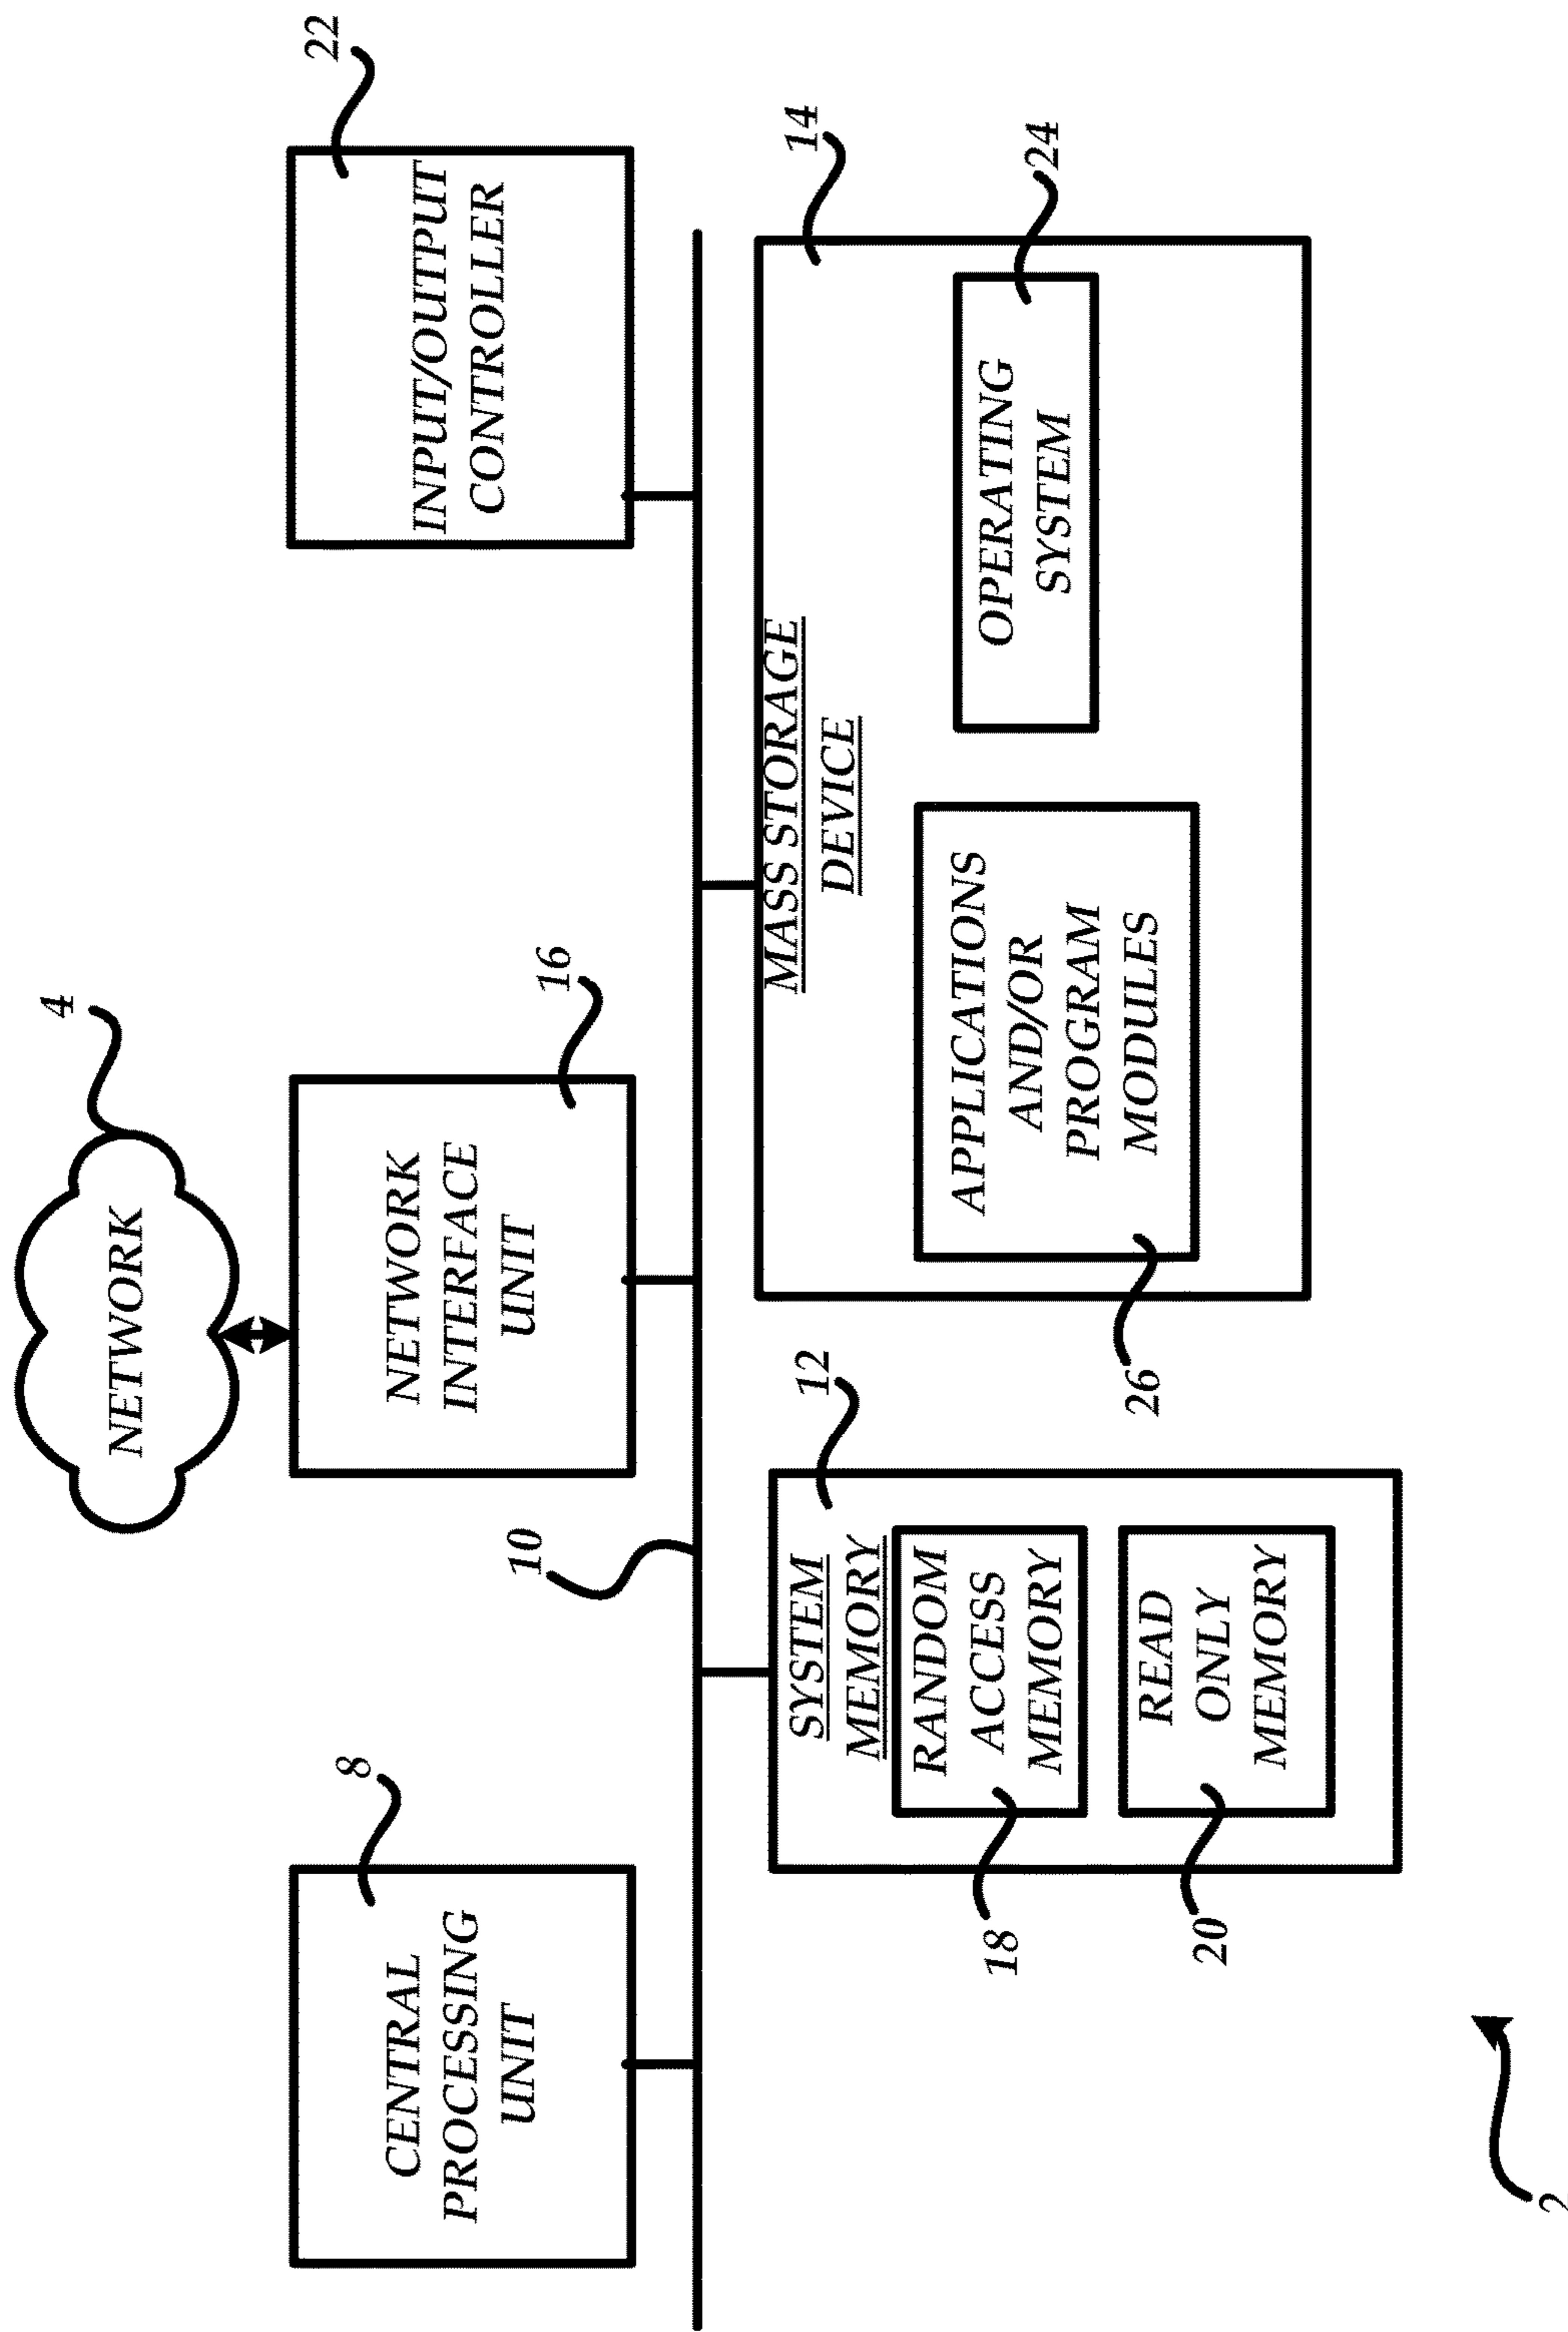 4
NETWORK
8
CENTRAL
PROCESSING
UNIT
16
NETWORK
INTERFACE
UNIT
22
INPUT/OUTPUT
CONTROLLER
10
12
SYSTEM
MEMORY
RANDOM
ACCESS
MEMORY
18
READ
ONLY
MEMORY
20
14
MASS STORAGE
DEVICE
APPLICATIONS
AND/OR
PROGRAM
MODULES
26
OPERATING
SYSTEM
24
2